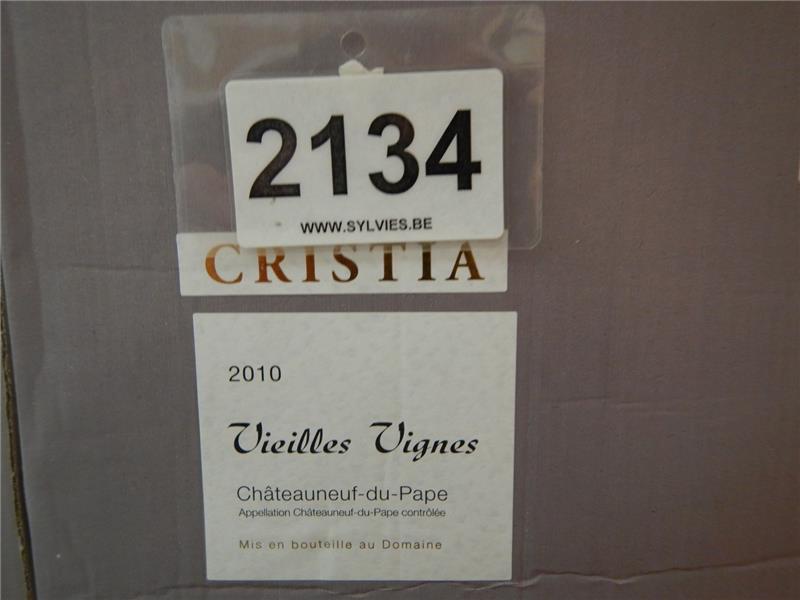 2134
WWW.SYLVIES.BE
CRISTIA
2010
Vieilles Vignes
Châteauneuf-du-Pape
Appellation Châteauneuf-du-Pape contrôlée
Mis en bouteille au Domaine